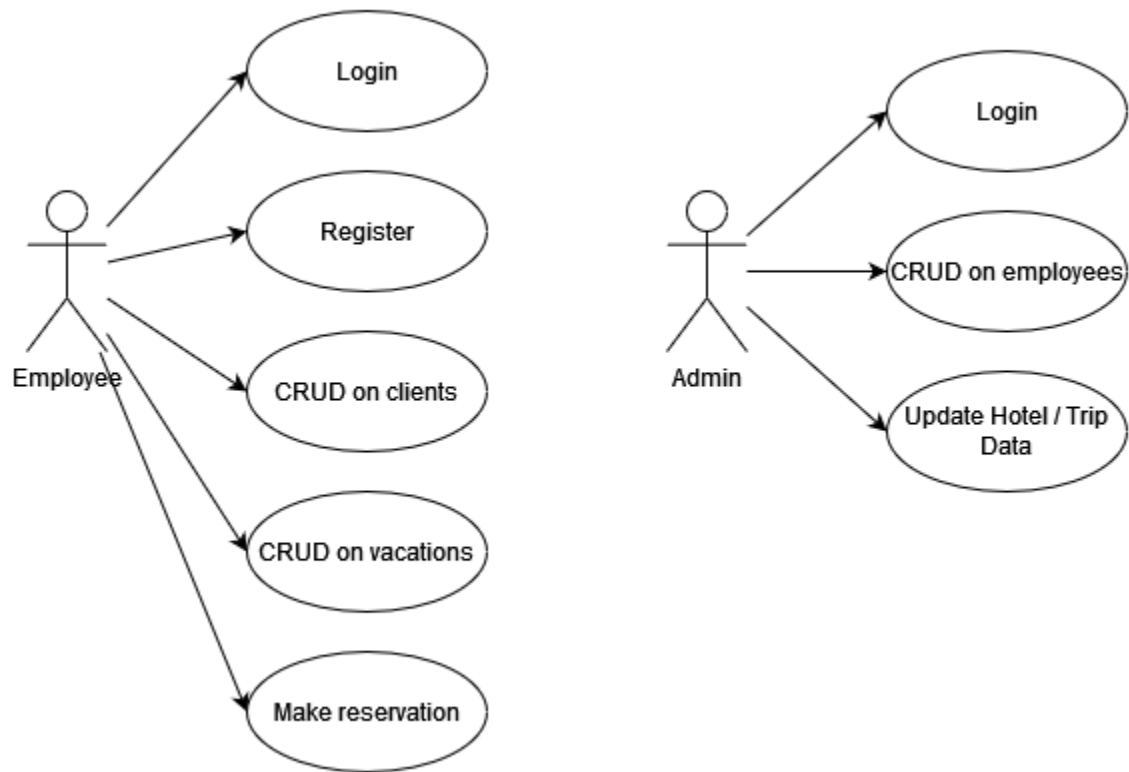 Login
Register
CRUD on clients
CRUD on vacations
Make reservation
Employee
Login
CRUD on employees
Update Hotel / Trip
Data
Admin